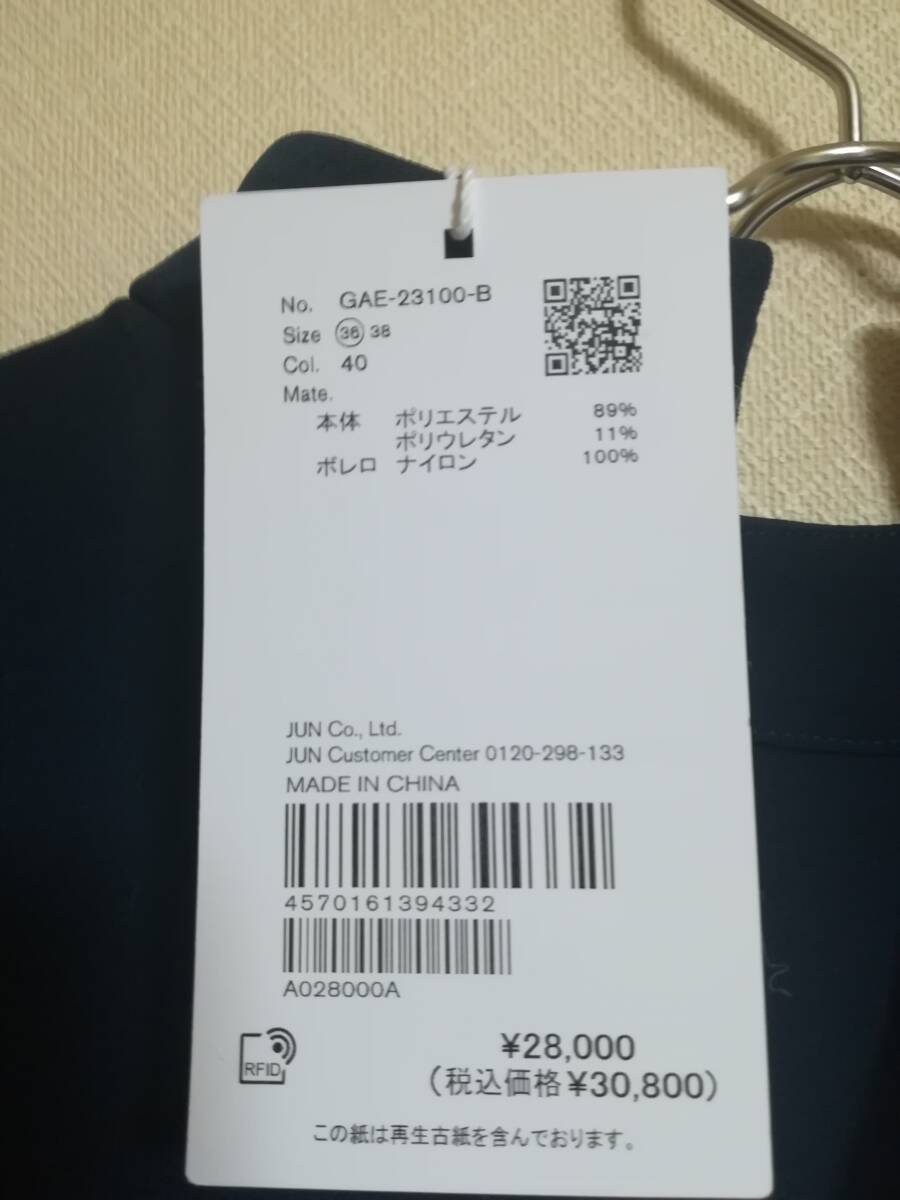 No. GAE-23100-B
Size 36 38
Col. 40
Mate.
本体 ポリエステル 89%
ポリウレタン 11%
ボレロ ナイロン 100%
JUN Co., Ltd.
JUN Customer Center 0120-298-133
MADE IN CHINA
4570161394332
A028000A
RFID
¥28,000
(税込価格¥30,800)
この紙は再生古紙を含んでおります。